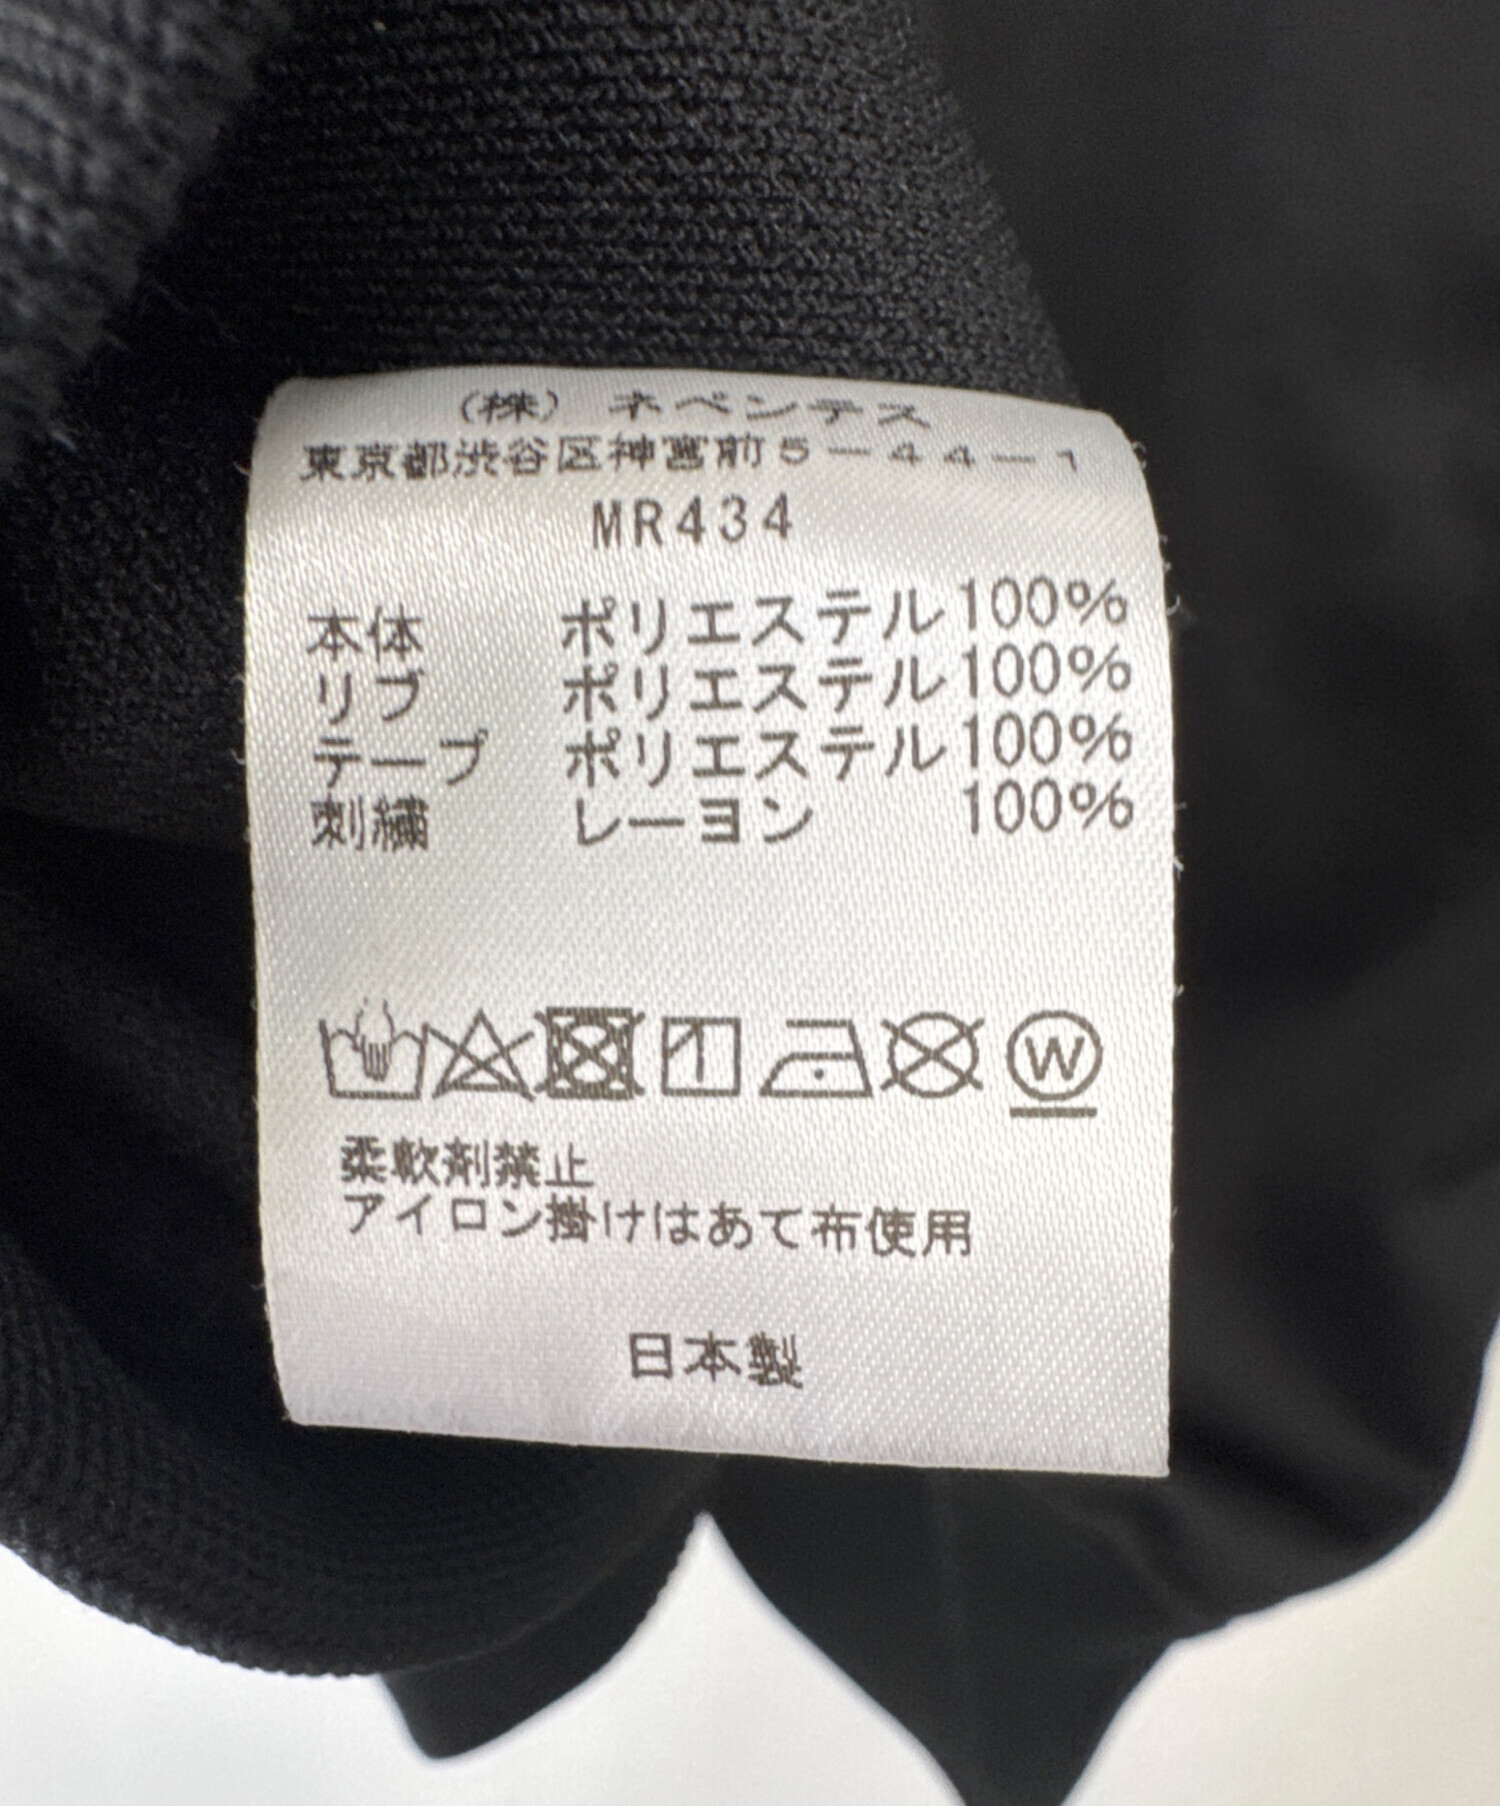 (株) ネペンテス
東京都渋谷区神宮前5-44-1
MR434
本体 ポリエステル100%
リブ ポリエステル100%
テープ ポリエステル100%
刺繍 レーヨン 100%
W
柔軟剤禁止
アイロン掛けはあて布使用
日本製